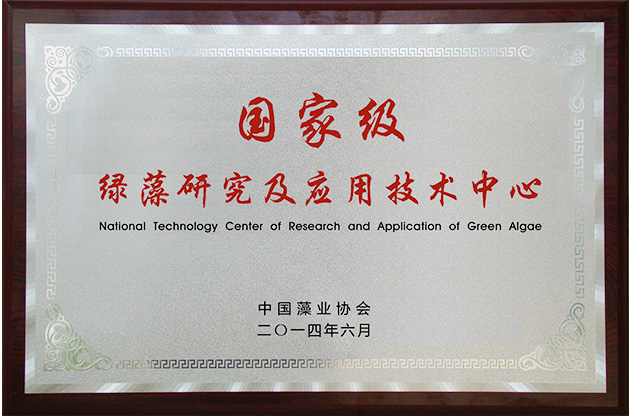 国家级
绿藻研究及应用技术中心
National Technology Center of Research and Application of Green Algae
中国藻业协会
二〇一四年六月